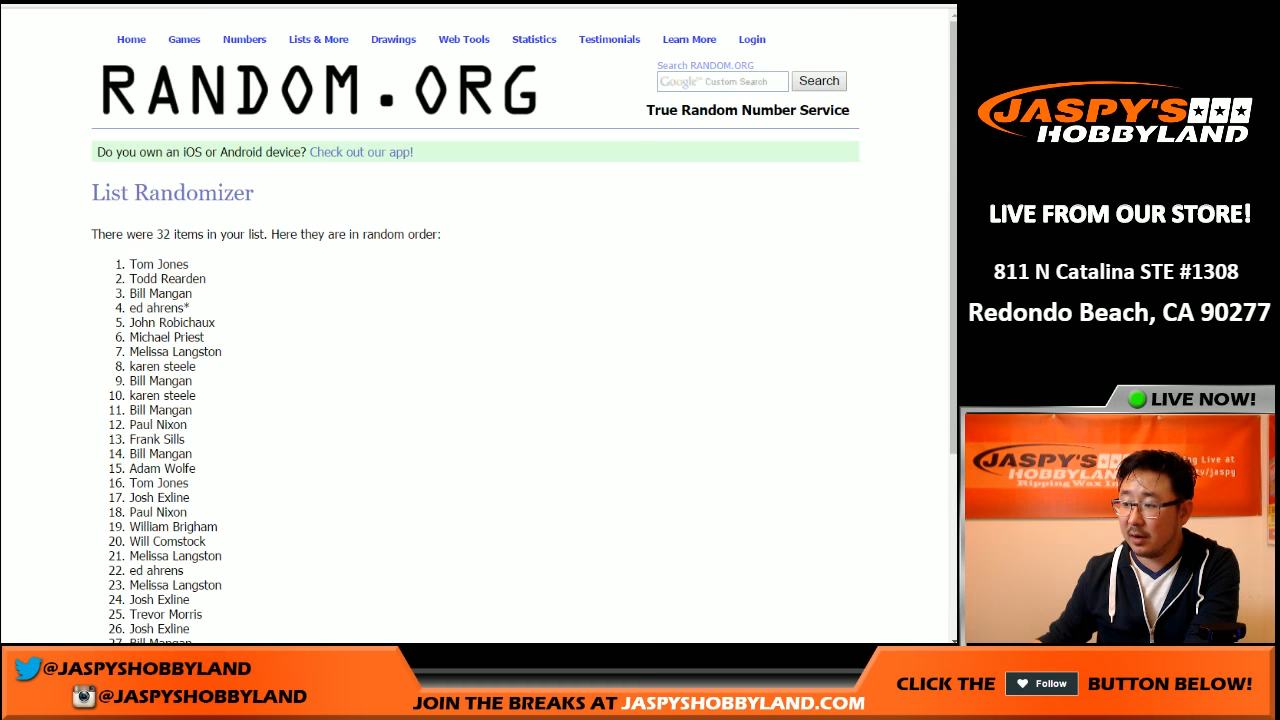 Home Games Numbers Lists & More Drawings Web Tools Statistics Testimonials Learn More Login
RANDOM.ORG
Search RANDOM.ORG
Google™ Custom Search Search
True Random Number Service
Do you own an iOS or Android device? Check out our app!
List Randomizer
There were 32 items in your list. Here they are in random order:
1. Tom Jones
2. Todd Rearden
3. Bill Mangan
4. ed ahrens*
5. John Robichaux
6. Michael Priest
7. Melissa Langston
8. karen steele
9. Bill Mangan
10. karen steele
11. Bill Mangan
12. Paul Nixon
13. Frank Sills
14. Bill Mangan
15. Adam Wolfe
16. Tom Jones
17. Josh Exline
18. Paul Nixon
19. William Brigham
20. Will Comstock
21. Melissa Langston
22. ed ahrens
23. Melissa Langston
24. Josh Exline
25. Trevor Morris
26. Josh Exline
27. Bill Mangan
JASPY'S
HOBBYLAND
LIVE FROM OUR STORE!
811 N Catalina STE #1308
Redondo Beach, CA 90277
LIVE NOW!
JASPY'S
HOBBYLAND
Live at
tv/jaspy
@JASPYSHOBBYLAND
@JASPYSHOBBYLAND
JOIN THE BREAKS AT JASPYSHOBBYLAND.COM
CLICK THE Follow BUTTON BELOW!